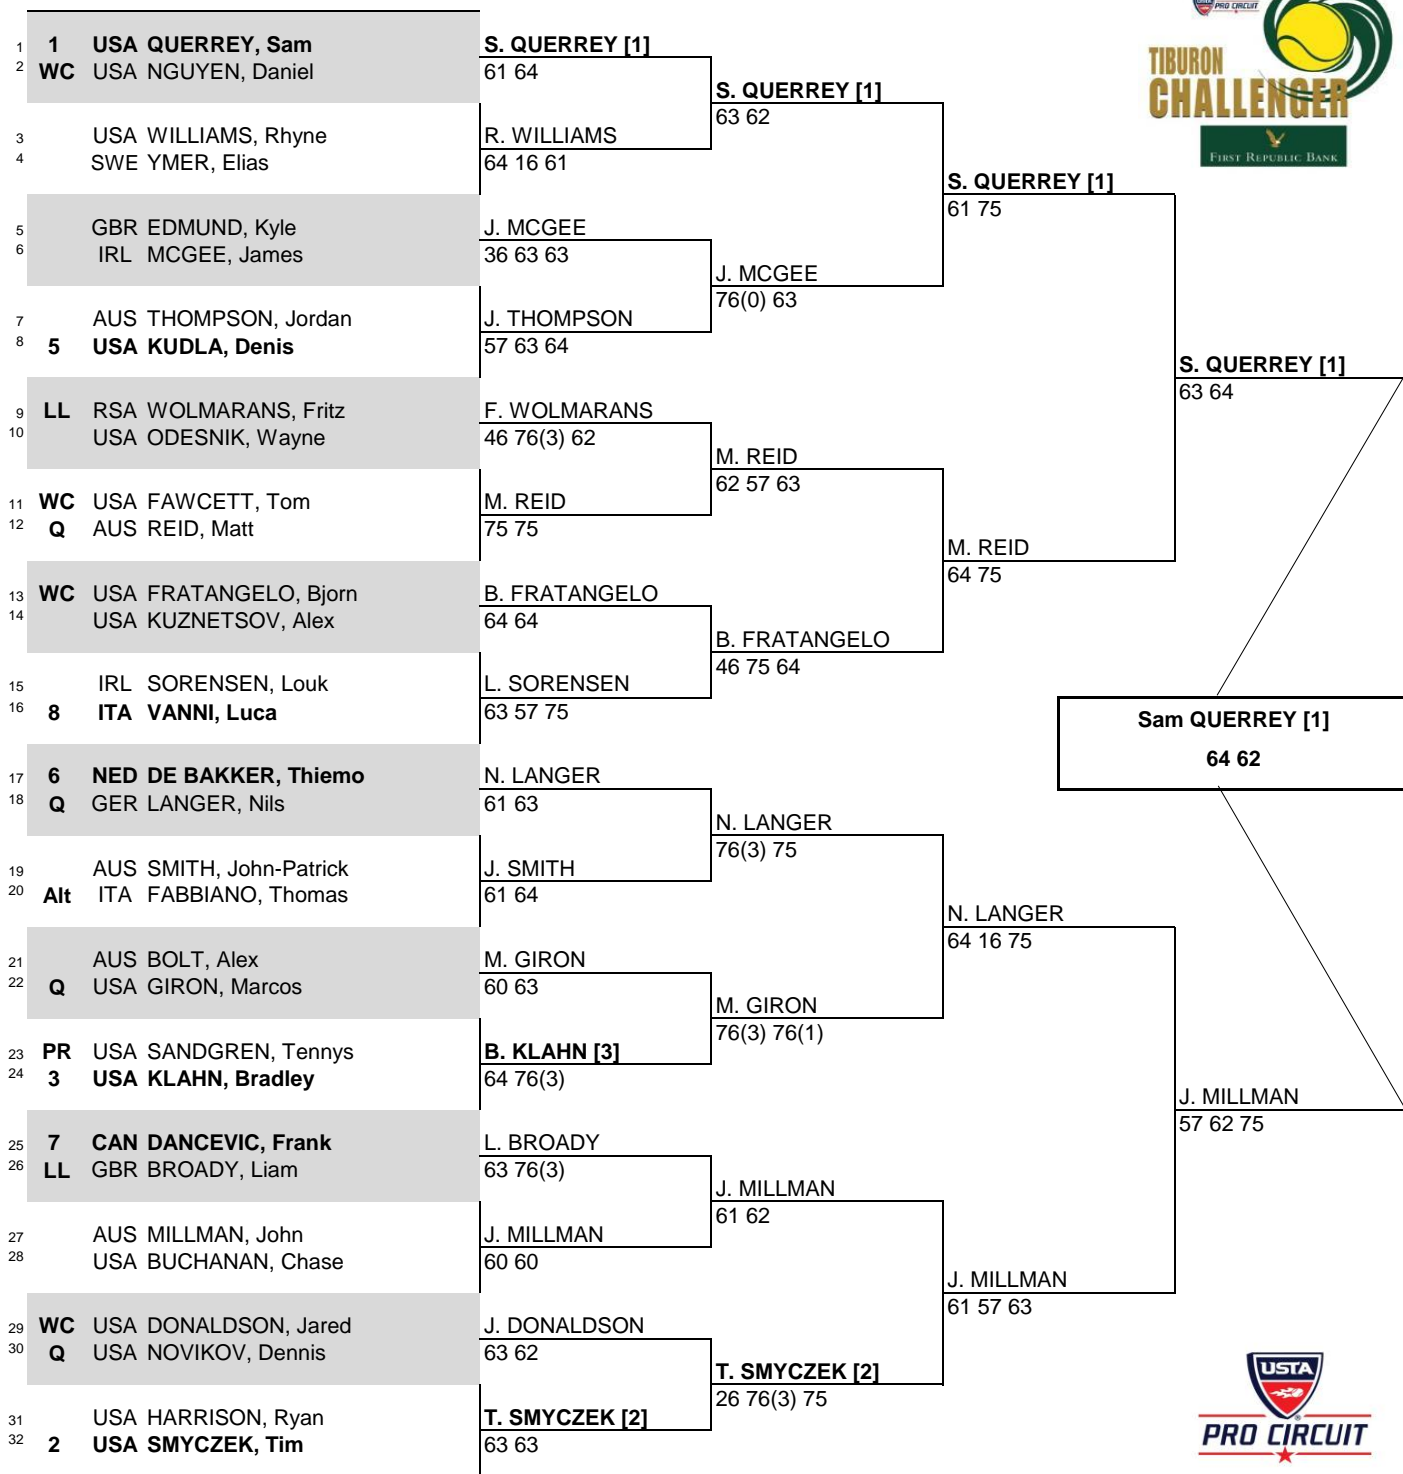 PRO CIRCUIT
TIBURON
CHALLENGER
FIRST REPUBLIC BANK
1 1 USA QUERREY, Sam
2 WC USA NGUYEN, Daniel
3 USA WILLIAMS, Rhyne
4 SWE YMER, Elias
5 GBR EDMUND, Kyle
6 IRL MCGEE, James
7 AUS THOMPSON, Jordan
8 5 USA KUDLA, Denis
9 LL RSA WOLMARANS, Fritz
10 USA ODESNIK, Wayne
11 WC USA FAWCETT, Tom
12 Q AUS REID, Matt
13 WC USA FRATANGELO, Bjorn
14 USA KUZNETSOV, Alex
15 IRL SORENSEN, Louk
16 8 ITA VANNI, Luca
17 6 NED DE BAKKER, Thiemo
18 Q GER LANGER, Nils
19 AUS SMITH, John-Patrick
20 Alt ITA FABBIANO, Thomas
21 AUS BOLT, Alex
22 Q USA GIRON, Marcos
23 PR USA SANDGREN, Tennys
24 3 USA KLAHN, Bradley
25 7 CAN DANCEVIC, Frank
26 LL GBR BROADY, Liam
27 AUS MILLMAN, John
28 USA BUCHANAN, Chase
29 WC USA DONALDSON, Jared
30 Q USA NOVIKOV, Dennis
31 USA HARRISON, Ryan
32 2 USA SMYCZEK, Tim
S. QUERREY [1]
61 64
R. WILLIAMS
64 16 61
J. MCGEE
36 63 63
J. THOMPSON
57 63 64
F. WOLMARANS
46 76(3) 62
M. REID
75 75
B. FRATANGELO
64 64
L. SORENSEN
63 57 75
N. LANGER
61 63
J. SMITH
61 64
M. GIRON
60 63
B. KLAHN [3]
64 76(3)
L. BROADY
63 76(3)
J. MILLMAN
60 60
J. DONALDSON
63 62
T. SMYCZEK [2]
63 63
S. QUERREY [1]
63 62
J. MCGEE
76(0) 63
M. REID
62 57 63
B. FRATANGELO
46 75 64
N. LANGER
76(3) 75
M. GIRON
76(3) 76(1)
J. MILLMAN
61 62
T. SMYCZEK [2]
26 76(3) 75
S. QUERREY [1]
61 75
M. REID
64 75
N. LANGER
64 16 75
J. MILLMAN
61 57 63
S. QUERREY [1]
63 64
J. MILLMAN
57 62 75
Sam QUERREY [1]
64 62
USTA
PRO CIRCUIT